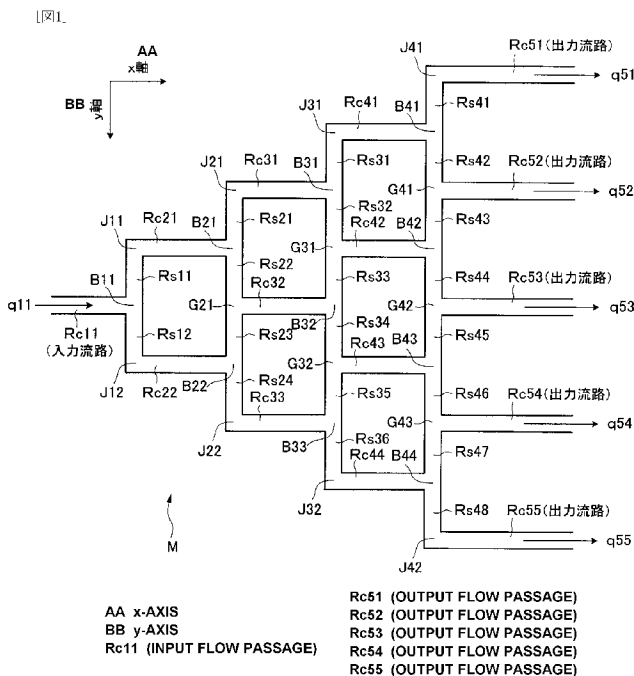 [図1]
AA
x軸
BB
y軸
J41
Rc51(出力流路)
q51
Rc41
J31
B41
Rs41
Rc31
J21
B31
Rs31
Rs42
Rc52(出力流路)
q52
G41
Rs32
Rc42
Rs43
Rc21
J11
B21
Rs21
G31
B42
Rs22
Rc32
Rs33
Rs44
Rc53(出力流路)
B11
Rs11
q11
G21
G42
q53
Rc11
(入力流路)
Rs12
Rs23
B32
Rs34
Rc43
B43
Rs45
J12
Rc22
B22
Rs24
Rc33
G32
Rs35
Rs46
Rc54(出力流路)
q54
G43
J22
B33
Rs36
Rc44
B44
Rs47
J32
Rs48
Rc55(出力流路)
q55
M
J42
AA x-AXIS
BB y-AXIS
Rc11 (INPUT FLOW PASSAGE)
Rc51 (OUTPUT FLOW PASSAGE)
Rc52 (OUTPUT FLOW PASSAGE)
Rc53 (OUTPUT FLOW PASSAGE)
Rc54 (OUTPUT FLOW PASSAGE)
Rc55 (OUTPUT FLOW PASSAGE)